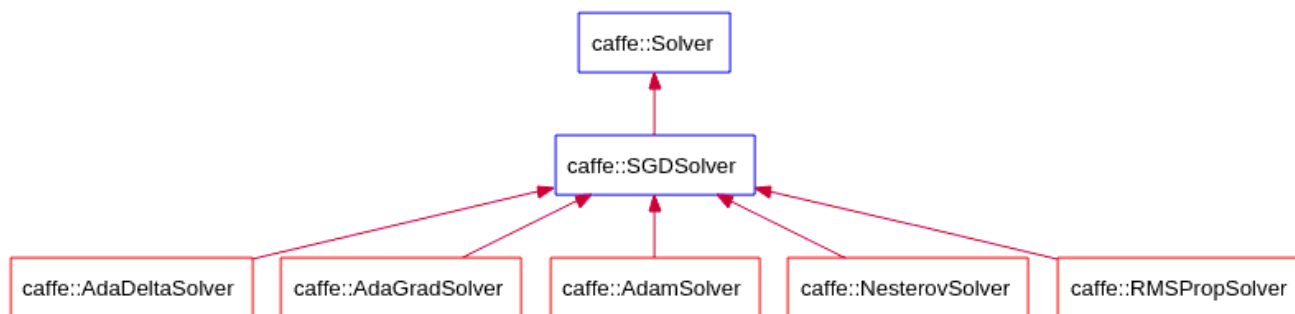 caffe::Solver
caffe::SGDSolver
caffe::AdaDeltaSolver
caffe::AdaGradSolver
caffe::AdamSolver
caffe::NesterovSolver
caffe::RMSPropSolver